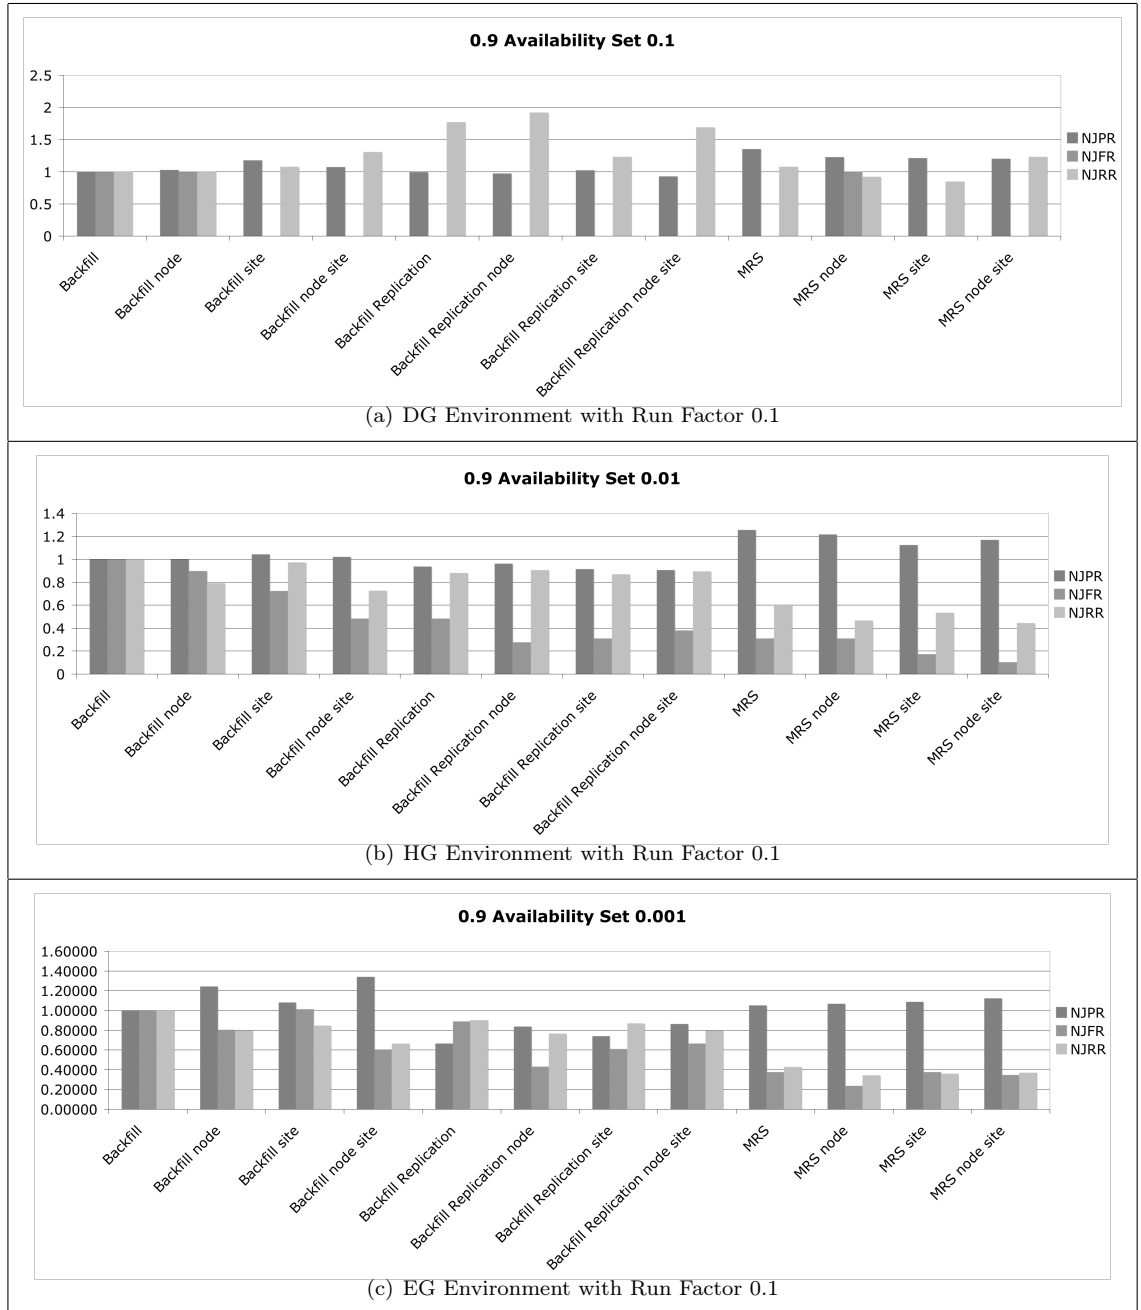 0.9 Availability Set 0.1
2.5
2
1.5
1
0.5
0
NJPR
NJFR
NJRR
Backfill
Backfill node
Backfill site
Backfill node site
Backfill Replication
Backfill Replication node
Backfill Replication site
Backfill Replication node site
MRS
MRS node
MRS site
MRS node site
(a) DG Environment with Run Factor 0.1
0.9 Availability Set 0.01
1.4
1.2
1
0.8
0.6
0.4
0.2
0
NJPR
NJFR
NJRR
Backfill
Backfill node
Backfill site
Backfill node site
Backfill Replication
Backfill Replication node
Backfill Replication site
Backfill Replication node site
MRS
MRS node
MRS site
MRS node site
(b) HG Environment with Run Factor 0.1
0.9 Availability Set 0.001
1.60000
1.40000
1.20000
1.00000
0.80000
0.60000
0.40000
0.20000
0.00000
NJPR
NJFR
NJRR
Backfill
Backfill node
Backfill site
Backfill node site
Backfill Replication
Backfill Replication node
Backfill Replication site
Backfill Replication node site
MRS
MRS node
MRS site
MRS node site
(c) EG Environment with Run Factor 0.1